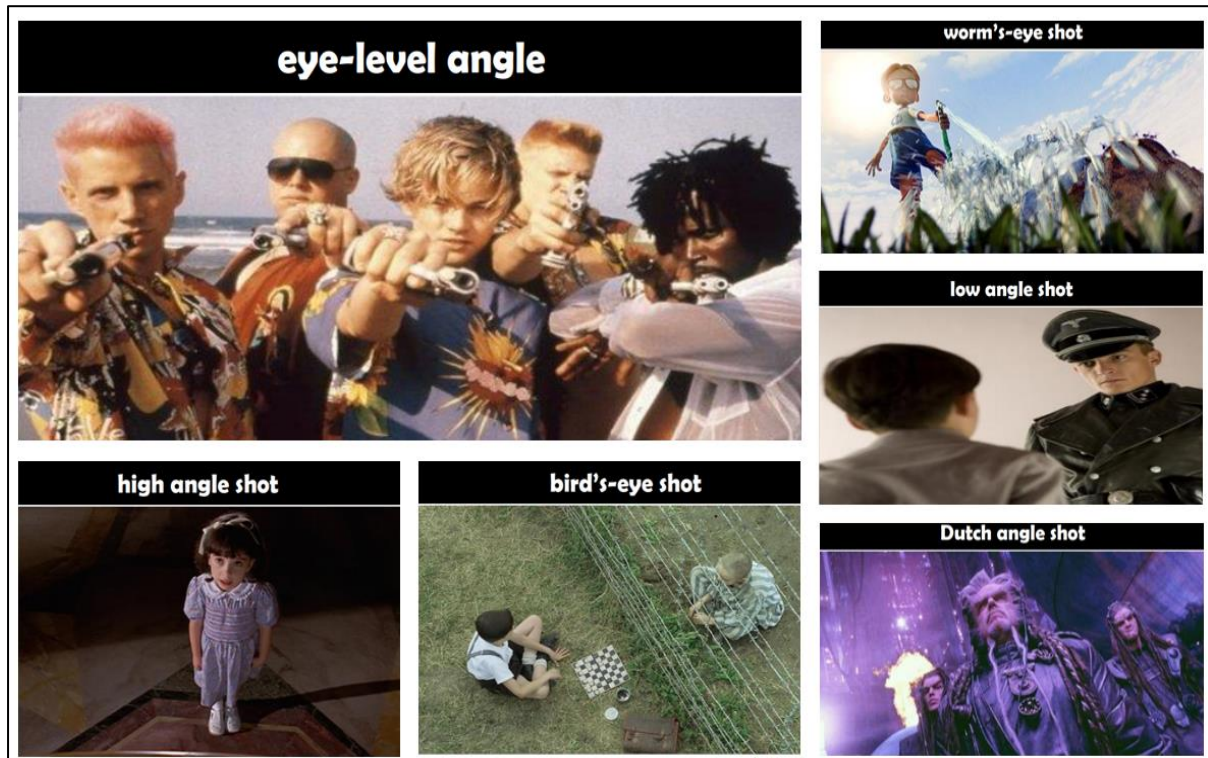 eye-level angle
worm's-eye shot
low angle shot
high angle shot
bird's-eye shot
Dutch angle shot